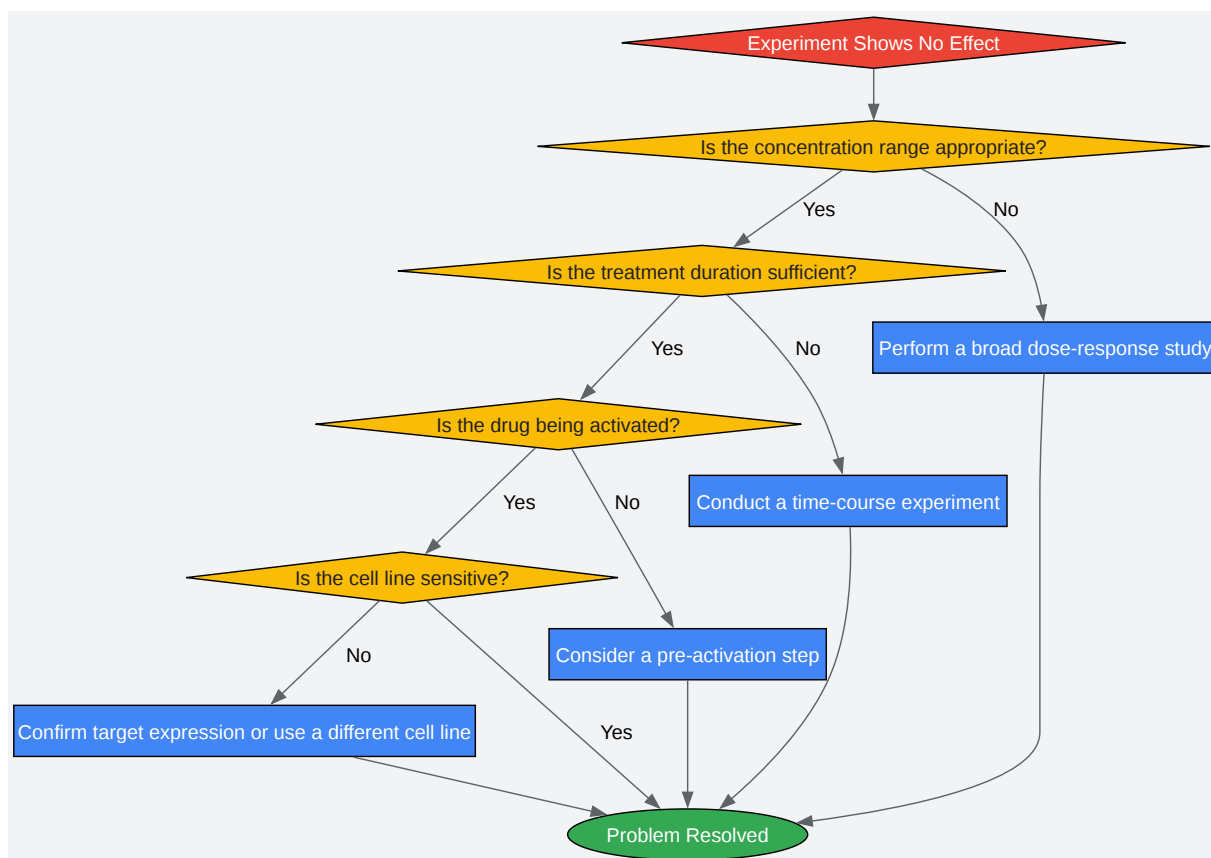 Experiment Shows No Effect
Is the concentration range appropriate?
Yes
No
Is the treatment duration sufficient?
Yes
No
Perform a broad dose-response study
Is the drug being activated?
Yes
No
Conduct a time-course experiment
Is the cell line sensitive?
No
Yes
Consider a pre-activation step
Confirm target expression or use a different cell line
Problem Resolved